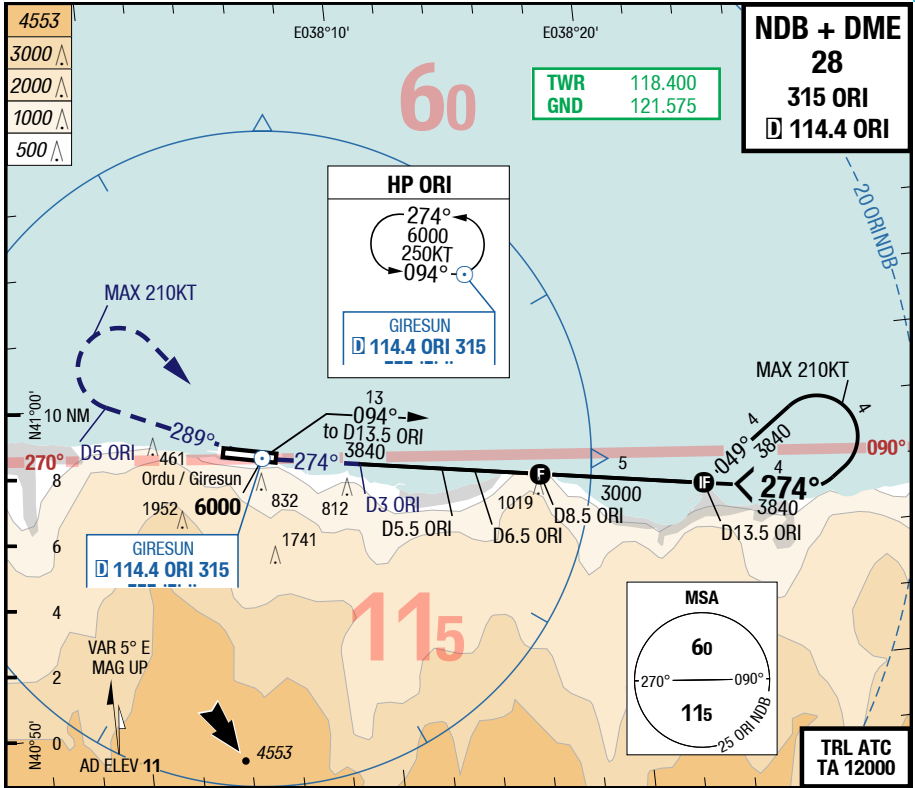 4553
3000
2000
1000
500
E038°10'
E038°20'
NDB + DME
28
315 ORI
D 114.4 ORI
TWR 118.400
GND 121.575
60
20 ORI NDB
HP ORI
274°
6000
250KT
094°
GIRESUN
D 114.4 ORI 315
MAX 210KT
MAX 210KT
N41°00'
10 NM
D5 ORI
289°
13
094°
to D13.5 ORI
3840
274°
270°
090°
461
Ordu / Giresun
8
1952
6000
832
812
D3 ORI
D5.5 ORI
D6.5 ORI
F
1019
D8.5 ORI
5
3000
IF
D13.5 ORI
049°
4
3840
4
4
274°
3840
6
1741
GIRESUN
D 114.4 ORI 315
4
115
MSA
60
270°
090°
115
25 ORI NDB
VAR 5° E
MAG UP
2
N40°50'
0
4553
AD ELEV 11
TRL ATC
TA 12000